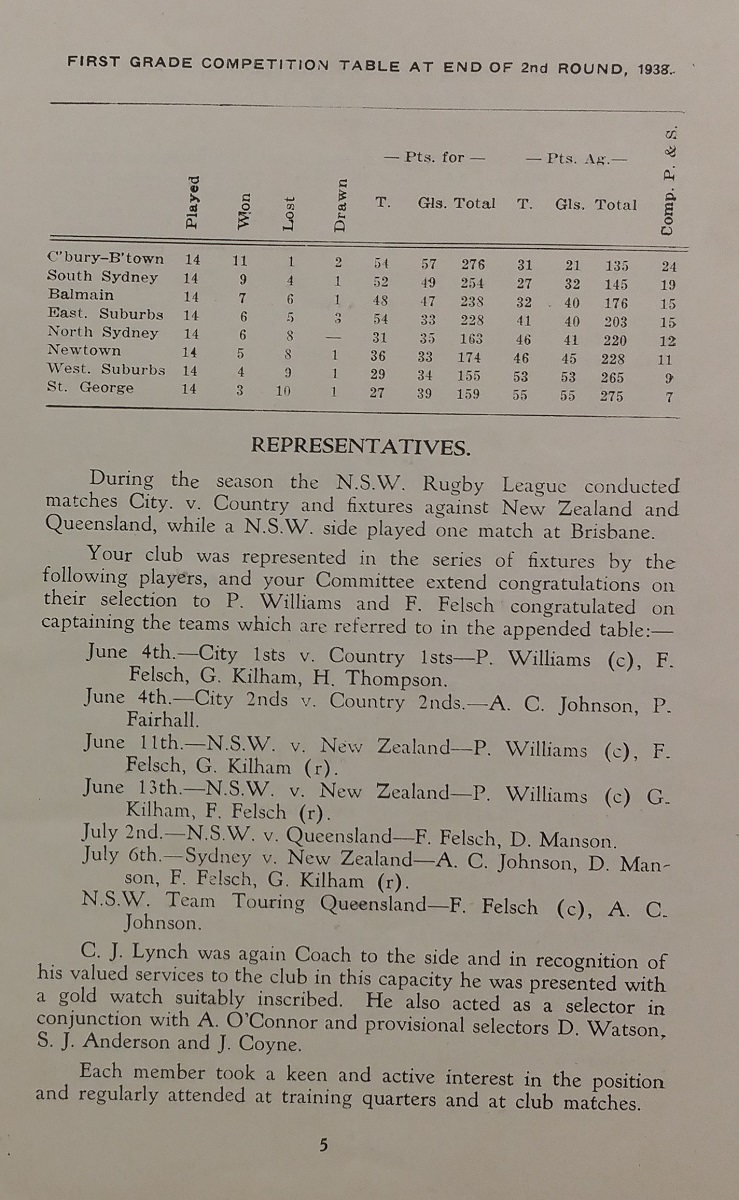 FIRST GRADE COMPETITION TABLE AT END OF 2nd ROUND, 1938.
Played Won Lost Drawn — Pts. for — — Pts. Ag.— Comp. P. & S.
T. Gls. Total T. Gls. Total
C'bury–B'town 14 11 1 2 54 57 276 31 21 135 24
South Sydney 14 9 4 1 52 49 254 27 32 145 19
Balmain 14 7 6 1 48 47 238 32 40 176 15
East. Suburbs 14 6 5 3 54 33 228 41 40 203 15
North Sydney 14 6 8 — 31 35 163 46 41 220 12
Newtown 14 5 8 1 36 33 174 46 45 228 11
West. Suburbs 14 4 9 1 29 34 155 53 53 265 9
St. George 14 3 10 1 27 39 159 55 55 275 7
REPRESENTATIVES.
During the season the N.S.W. Rugby League conducted
matches City. v. Country and fixtures against New Zealand and
Queensland, while a N.S.W. side played one match at Brisbane.
Your club was represented in the series of fixtures by the
following players, and your Committee extend congratulations on
their selection to P. Williams and F. Felsch congratulated on
captaining the teams which are referred to in the appended table:—
June 4th.—City 1sts v. Country 1sts—P. Williams (c), F.
Felsch, G. Kilham, H. Thompson.
June 4th.—City 2nds v. Country 2nds.—A. C. Johnson, P.
Fairhall.
June 11th.—N.S.W. v. New Zealand—P. Williams (c), F.
Felsch, G. Kilham (r).
June 13th.—N.S.W. v. New Zealand—P. Williams (c) G.
Kilham, F. Felsch (r).
July 2nd.—N.S.W. v. Queensland—F. Felsch, D. Manson.
July 6th.—Sydney v. New Zealand—A. C. Johnson, D. Man-
son, F. Felsch, G. Kilham (r).
N.S.W. Team Touring Queensland—F. Felsch (c), A. C.
Johnson.
C. J. Lynch was again Coach to the side and in recognition of
his valued services to the club in this capacity he was presented with
a gold watch suitably inscribed. He also acted as a selector in
conjunction with A. O'Connor and provisional selectors D. Watson,
S. J. Anderson and J. Coyne.
Each member took a keen and active interest in the position
and regularly attended at training quarters and at club matches.
5